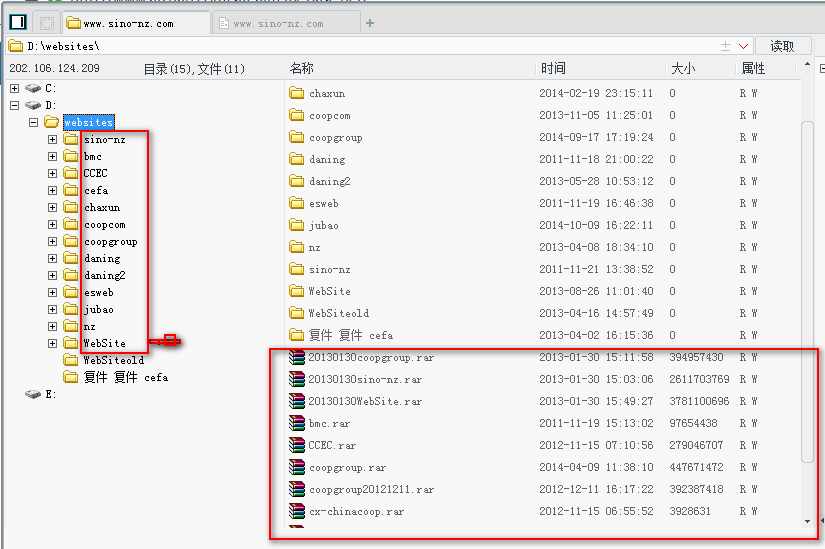 www.sino-nz.com
www.sino-nz.com
+
D:\websites\
读取
202.106.124.209 目录(15),文件(11)
名称 时间 大小 属性
C:
D:
websites
sino-nz
bmc
CCEC
cefa
chaxun
coopcom
coopgroup
daning
daning2
esweb
jubao
nz
WebSite
WebSiteold
复件 复件 cefa
E:
chaxun 2014-02-19 23:15:11 0 R W
coopcom 2013-11-05 11:25:01 0 R W
coopgroup 2014-09-17 17:19:24 0 R W
daning 2011-11-18 21:00:22 0 R W
daning2 2013-05-28 10:53:12 0 R W
esweb 2011-11-19 16:46:38 0 R W
jubao 2014-10-09 16:22:11 0 R W
nz 2013-04-08 18:34:10 0 R W
sino-nz 2011-11-21 13:38:52 0 R W
WebSite 2013-08-26 11:01:40 0 R W
WebSiteold 2013-04-16 14:57:49 0 R W
复件 复件 cefa 2013-04-02 16:15:36 0 R W
20130130coopgroup.rar 2013-01-30 15:11:58 394957430 R W
20130130sino-nz.rar 2013-01-30 15:03:06 2611703769 R W
20130130WebSite.rar 2013-01-30 15:49:27 3781100696 R W
bmc.rar 2011-11-19 15:13:02 97654438 R W
CCEC.rar 2012-11-15 07:10:56 279046707 R W
coopgroup.rar 2014-04-09 11:38:10 447671472 R W
coopgroup20121211.rar 2012-12-11 16:17:22 392387418 R W
cx-chinacoop.rar 2012-11-15 06:55:52 3928631 R W